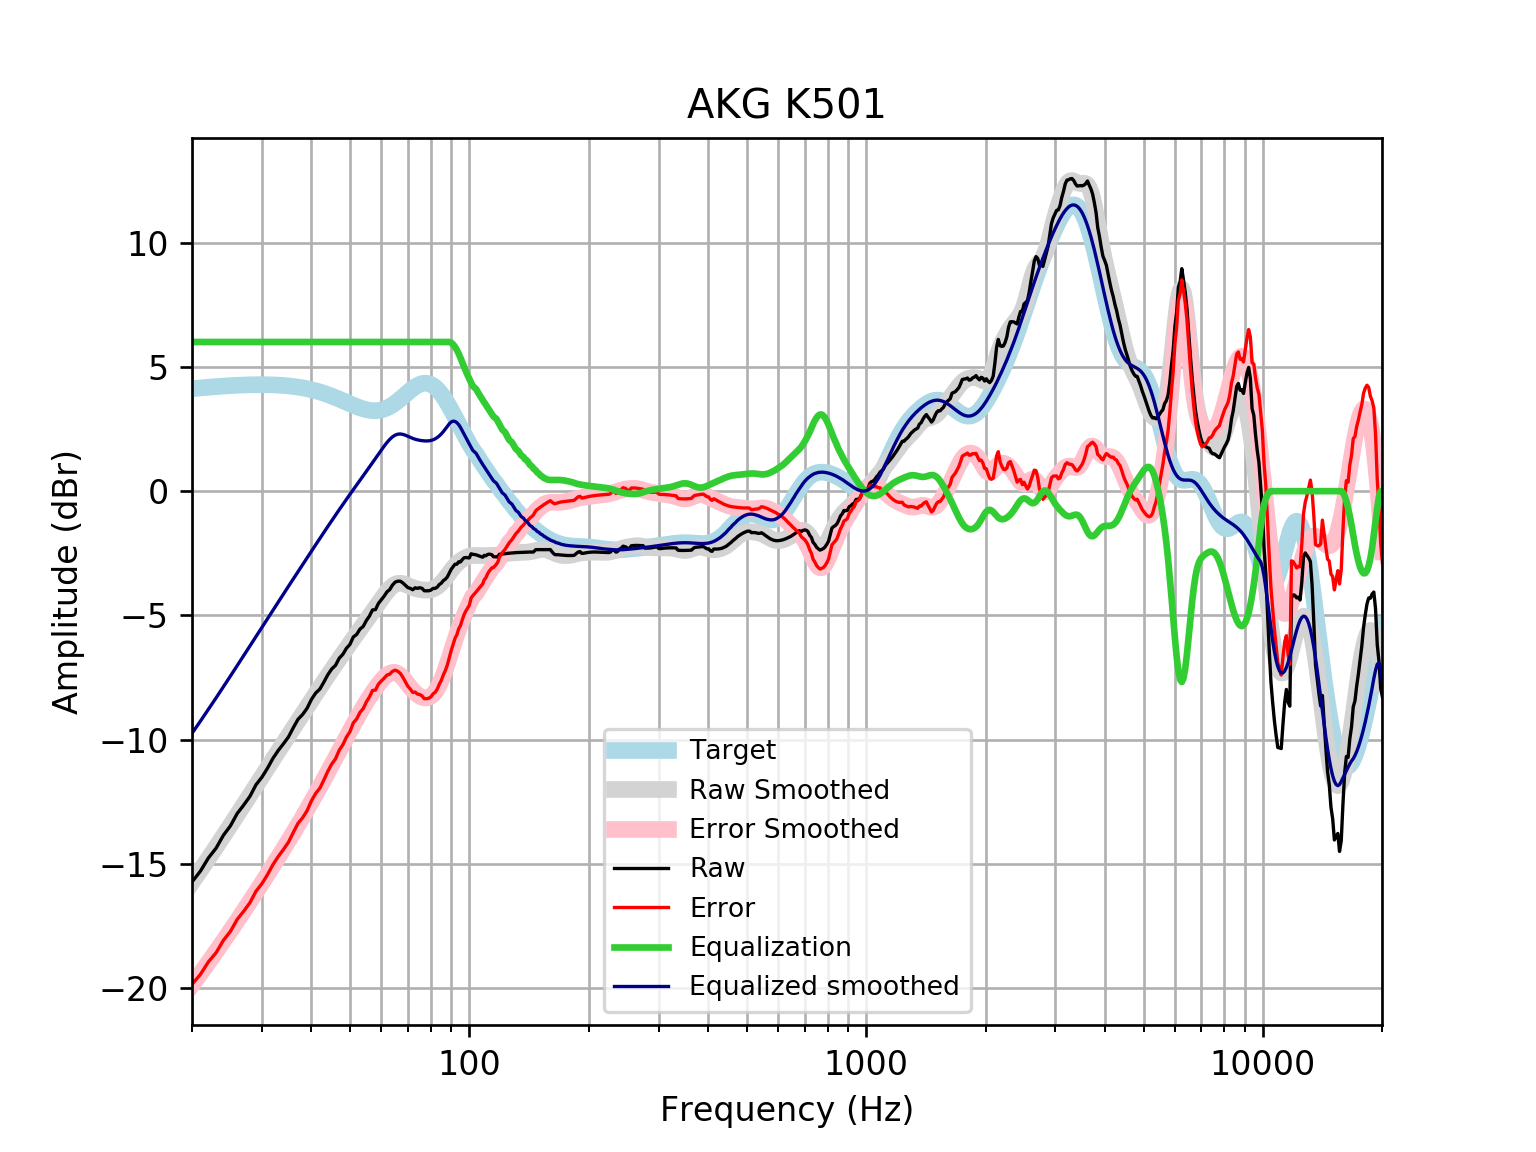 AKG K501
Amplitude (dBr)
10
5
0
−5
−10
−15
−20
Target
Raw Smoothed
Error Smoothed
Raw
Error
Equalization
Equalized smoothed
100
1000
10000
Frequency (Hz)